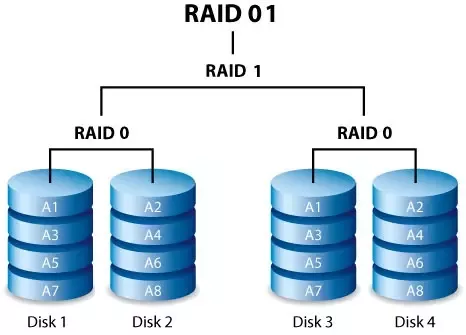 RAID 01
RAID 1
RAID 0 RAID 0
A1 A2 A1 A2
A3 A4 A3 A4
A5 A6 A5 A6
A7 A8 A7 A8
Disk 1 Disk 2 Disk 3 Disk 4